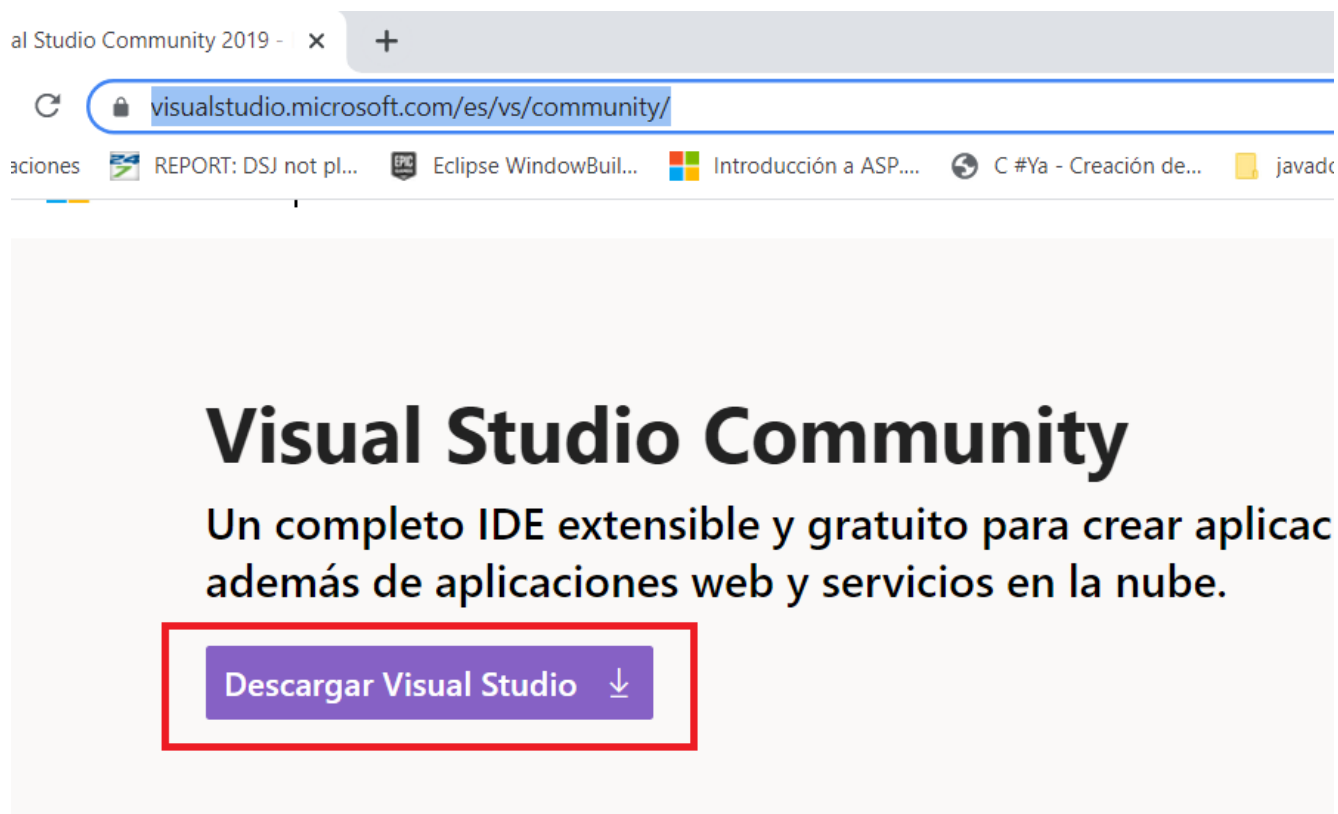 al Studio Community 2019 -
visualstudio.microsoft.com/es/vs/community/
aciones REPORT: DSJ not pl... Eclipse WindowBuil... Introducción a ASP.... C #Ya - Creación de... javado
Visual Studio Community
Un completo IDE extensible y gratuito para crear aplicac
además de aplicaciones web y servicios en la nube.
Descargar Visual Studio